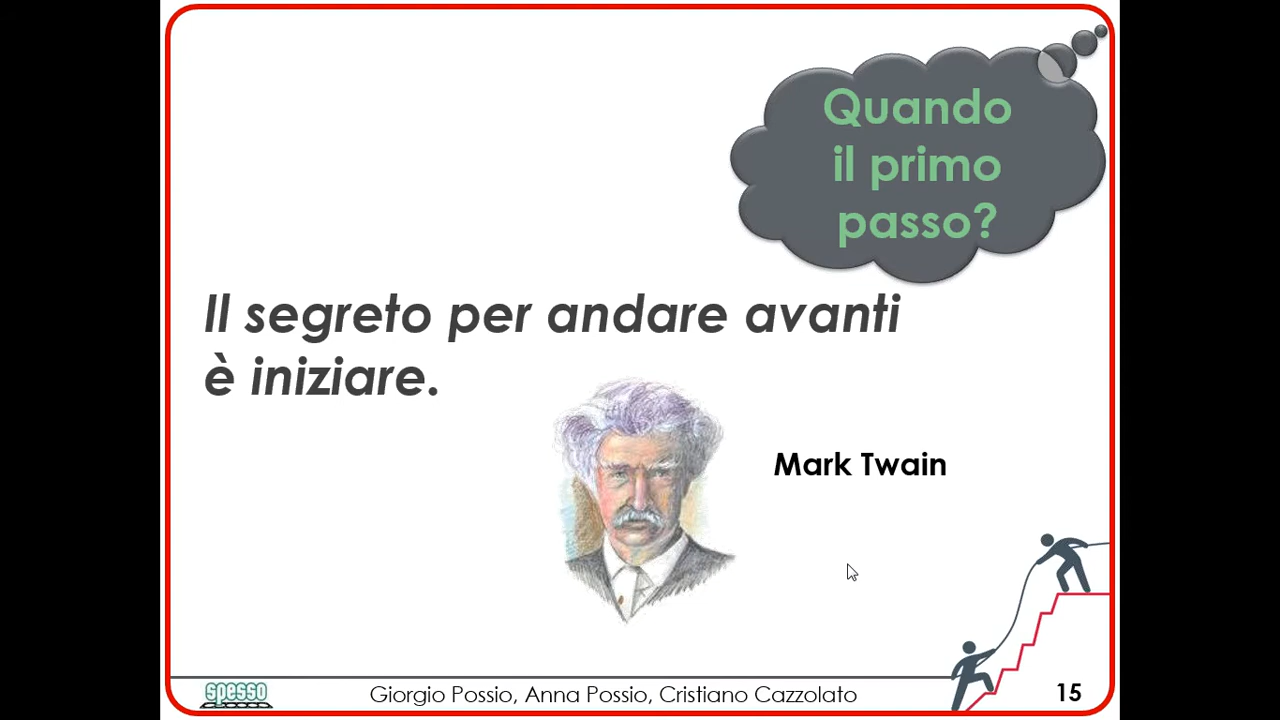 Quando
il primo
passo?
Il segreto per andare avanti
è iniziare.
Mark Twain
spesso
Giorgio Possio, Anna Possio, Cristiano Cazzolato
15